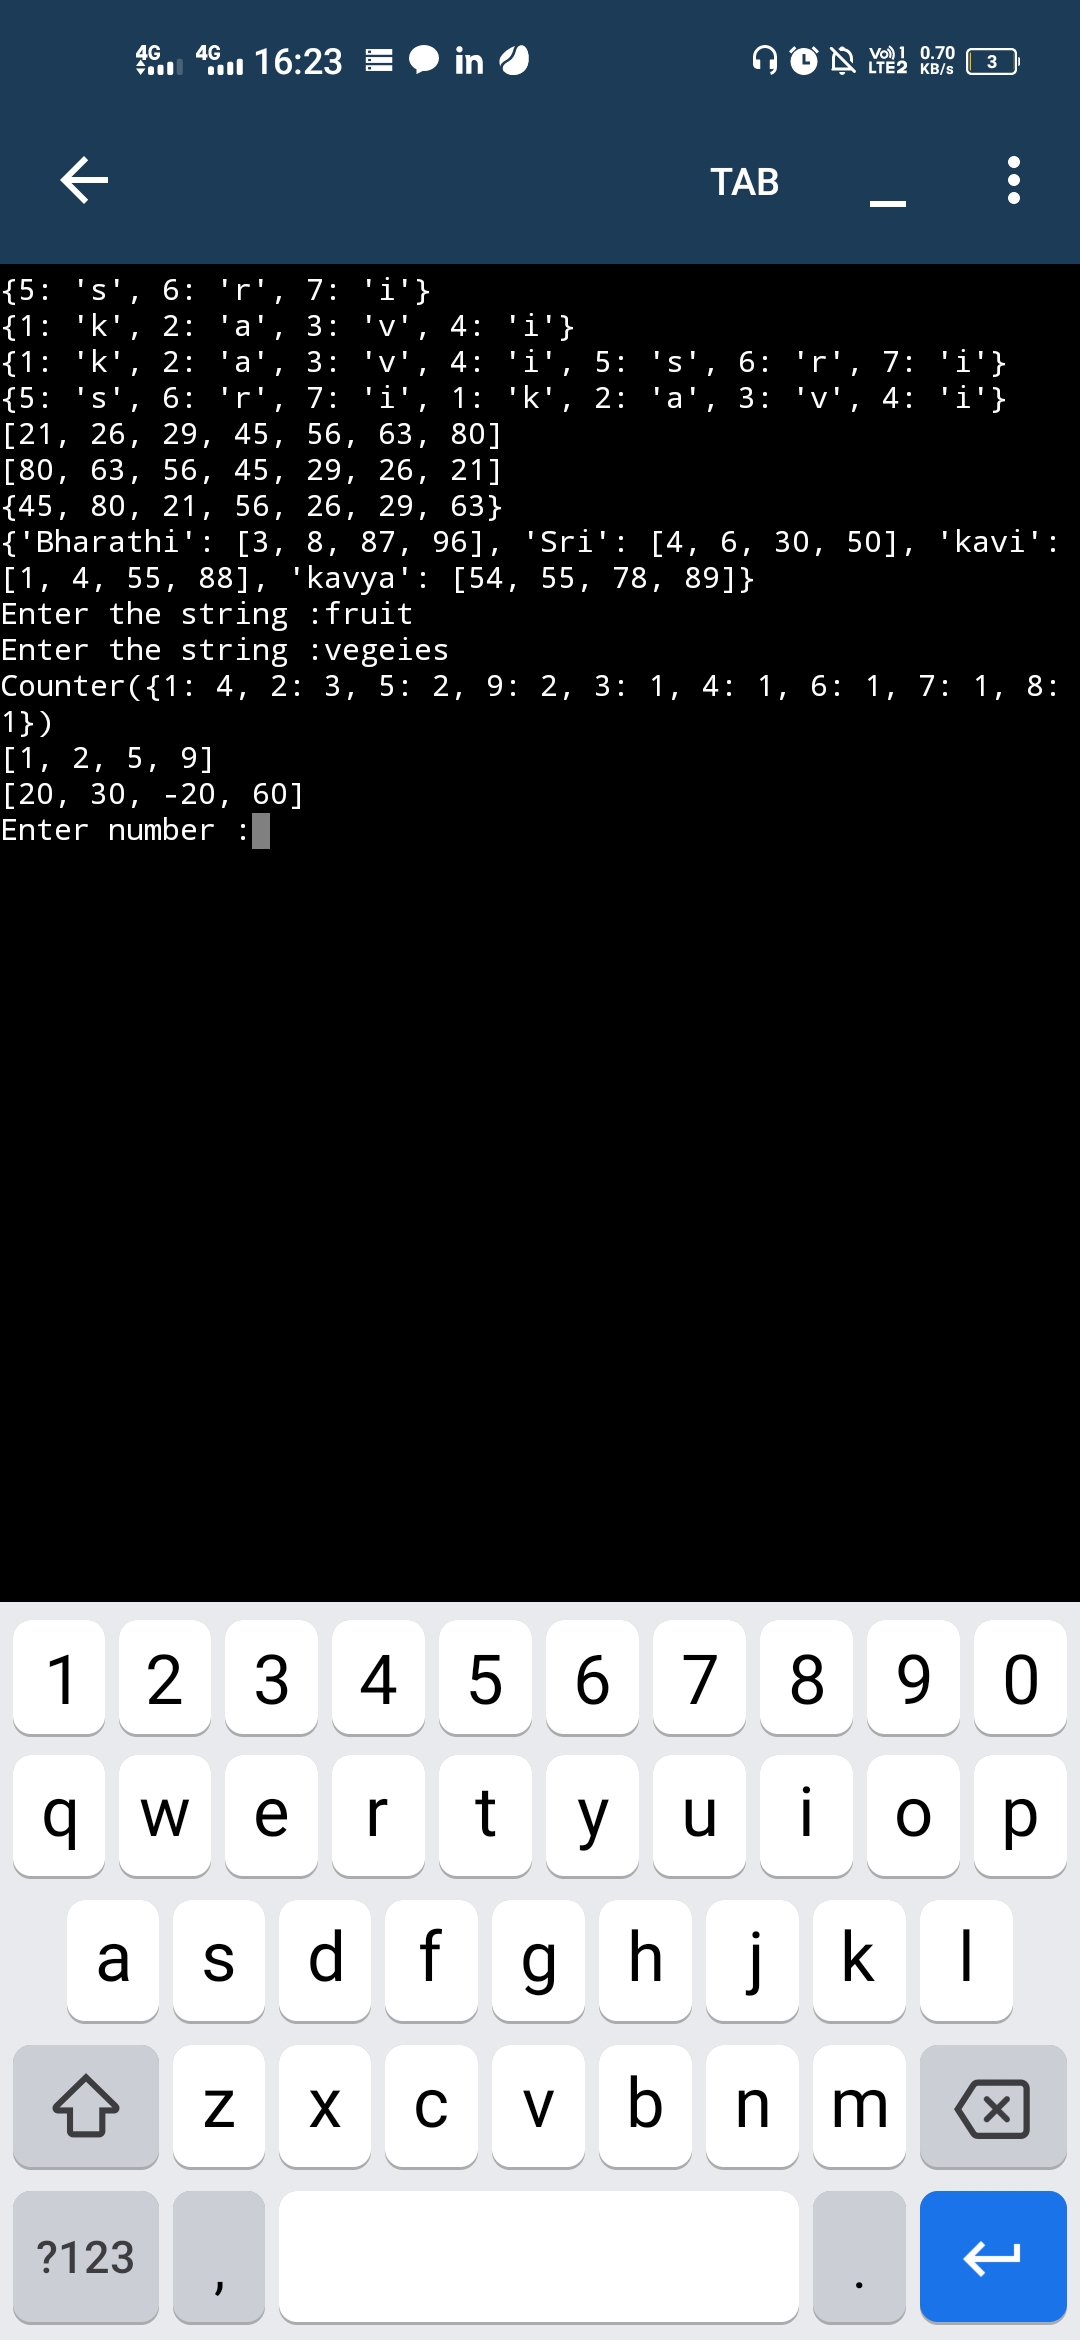 4G 4G 16:23 in Vo)) 1 LTE 2 0.70 KB/s 3
TAB
{5: 's', 6: 'r', 7: 'i'}
{1: 'k', 2: 'a', 3: 'v', 4: 'i'}
{1: 'k', 2: 'a', 3: 'v', 4: 'i', 5: 's', 6: 'r', 7: 'i'}
{5: 's', 6: 'r', 7: 'i', 1: 'k', 2: 'a', 3: 'v', 4: 'i'}
[21, 26, 29, 45, 56, 63, 80]
[80, 63, 56, 45, 29, 26, 21]
{45, 80, 21, 56, 26, 29, 63}
{'Bharathi': [3, 8, 87, 96], 'Sri': [4, 6, 30, 50], 'kavi':
[1, 4, 55, 88], 'kavya': [54, 55, 78, 89]}
Enter the string :fruit
Enter the string :vegeies
Counter({1: 4, 2: 3, 5: 2, 9: 2, 3: 1, 4: 1, 6: 1, 7: 1, 8:
1})
[1, 2, 5, 9]
[20, 30, -20, 60]
Enter number :
1 2 3 4 5 6 7 8 9 0
q w e r t y u i o p
a s d f g h j k l
z x c v b n m
?123 , .